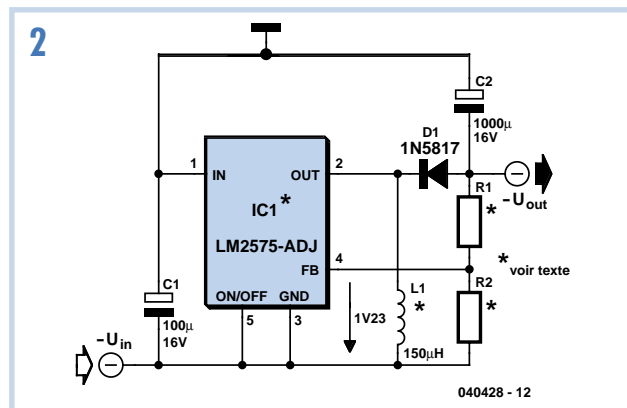 2
C2
1000µ
16V
D1
1N5817
1
IN
OUT
2
IC1*
LM2575-ADJ
FB
4
ON/OFF
GND
5
3
C1
100µ
16V
-Uin
1V23
L1
*
150µH
R1
*
-Uout
*voir texte
R2
*
040428 - 12